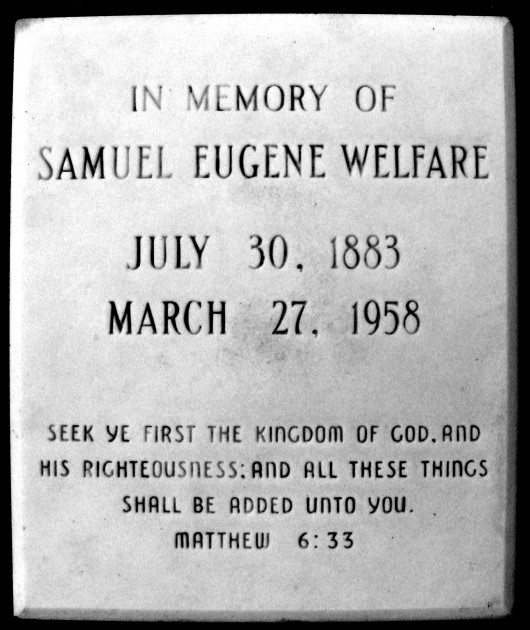 IN MEMORY OF
SAMUEL EUGENE WELFARE
JULY 30, 1883
MARCH 27, 1958
SEEK YE FIRST THE KINGDOM OF GOD, AND
HIS RIGHTEOUSNESS; AND ALL THESE THINGS
SHALL BE ADDED UNTO YOU.
MATTHEW 6:33